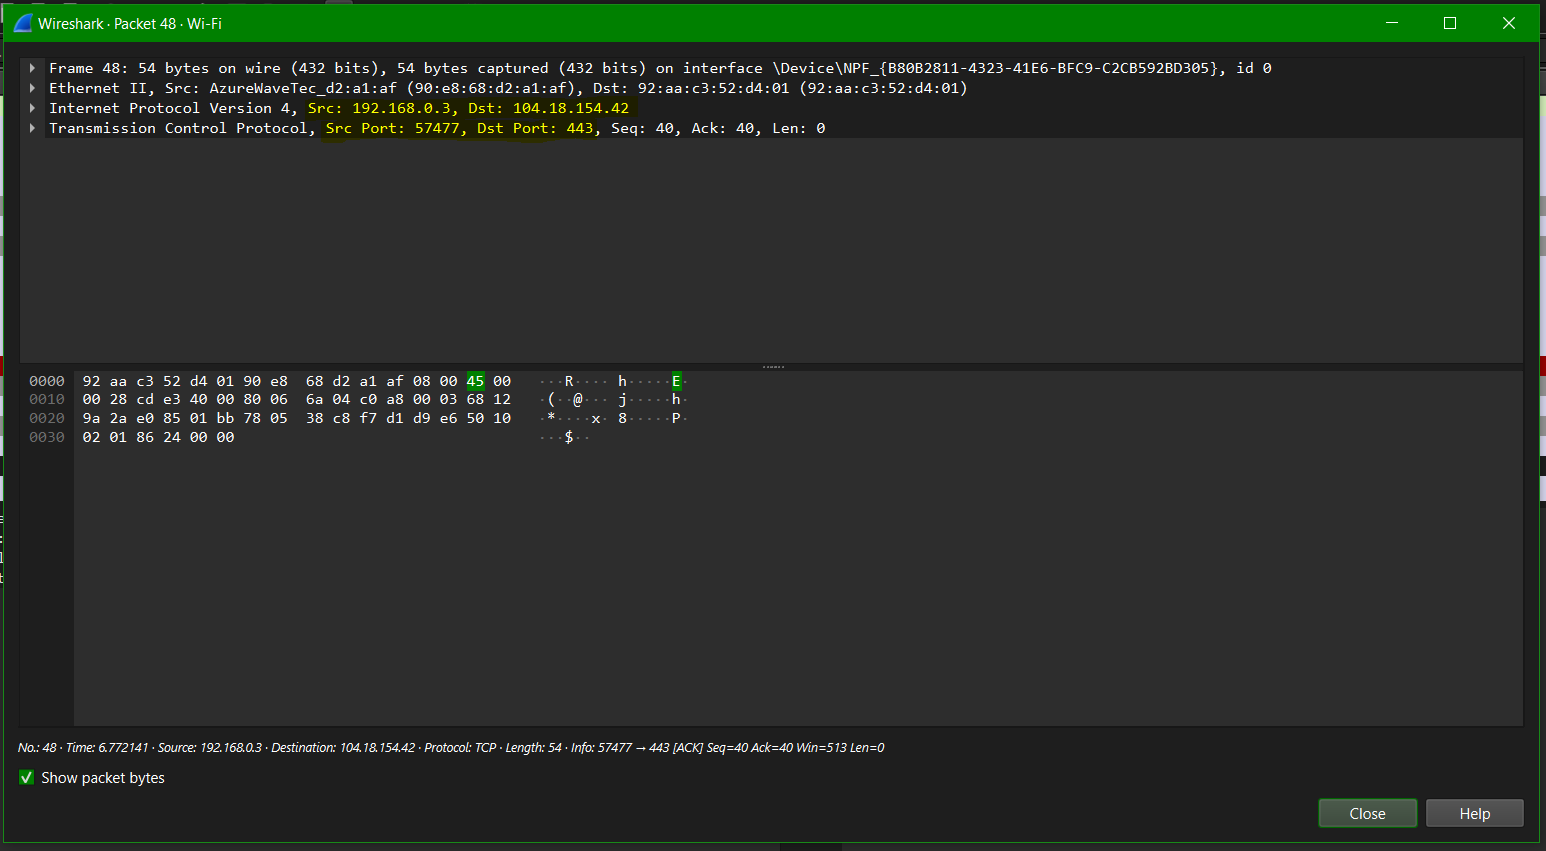 Wireshark · Packet 48 · Wi-Fi
Frame 48: 54 bytes on wire (432 bits), 54 bytes captured (432 bits) on interface \Device\NPF_{B80B2811-4323-41E6-BFC9-C2CB592BD305}, id 0
Ethernet II, Src: AzureWaveTec_d2:a1:af (90:e8:68:d2:a1:af), Dst: 92:aa:c3:52:d4:01 (92:aa:c3:52:d4:01)
Internet Protocol Version 4, Src: 192.168.0.3, Dst: 104.18.154.42
Transmission Control Protocol, Src Port: 57477, Dst Port: 443, Seq: 40, Ack: 40, Len: 0
0000 92 aa c3 52 d4 01 90 e8 68 d2 a1 af 08 00 45 00 ···R···· h·····E·
0010 00 28 cd e3 40 00 80 06 6a 04 c0 a8 00 03 68 12 ·(··@··· j·····h·
0020 9a 2a e0 85 01 bb 78 05 38 c8 f7 d1 d9 e6 50 10 ·*····x· 8·····P·
0030 02 01 86 24 00 00 ···$··
No.: 48 · Time: 6.772141 · Source: 192.168.0.3 · Destination: 104.18.154.42 · Protocol: TCP · Length: 54 · Info: 57477 → 443 [ACK] Seq=40 Ack=40 Win=513 Len=0
Show packet bytes
Close Help